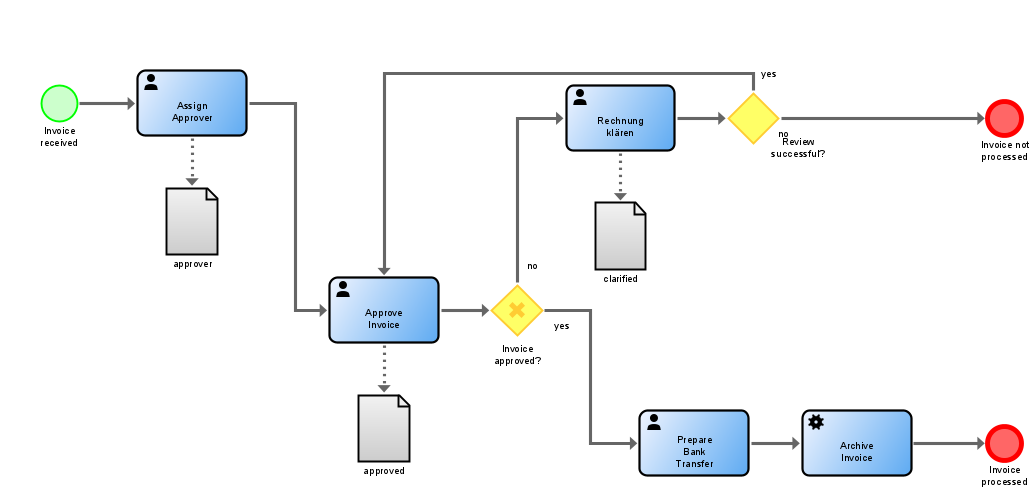 yes
Assign
Approver
Rechnung
klären
Invoice
received
no
Review
successful?
Invoice not
processed
approver
no
clarified
Approve
Invoice
yes
Invoice
approved?
Prepare
Bank
Transfer
Archive
Invoice
approved
Invoice
processed